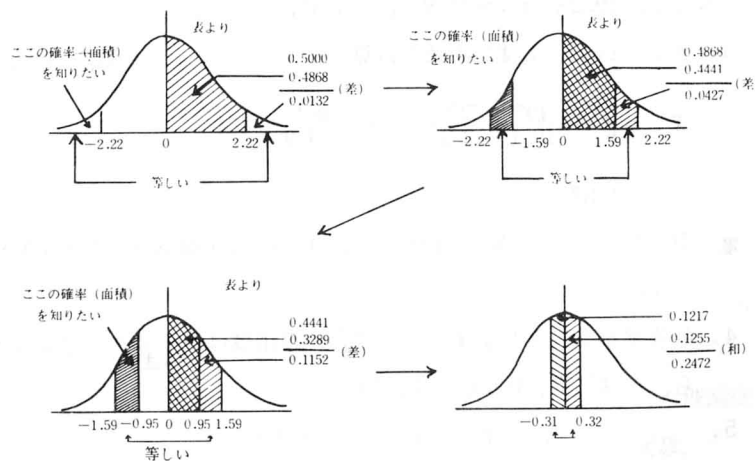 表より
ここの確率(面積)
を知りたい
0.5000
0.4868
(差)
0.0132
−2.22 0 2.22
等しい
表より
ここの確率(面積)
を知りたい
0.4868
0.4441
(差)
0.0427
−2.22 −1.59 0 1.59 2.22
等しい
表より
ここの確率(面積)
を知りたい
0.4441
0.3289
(差)
0.1152
−1.59 −0.95 0 0.95 1.59
等しい
0.1217
0.1255
(和)
0.2472
−0.31 0.32
5.